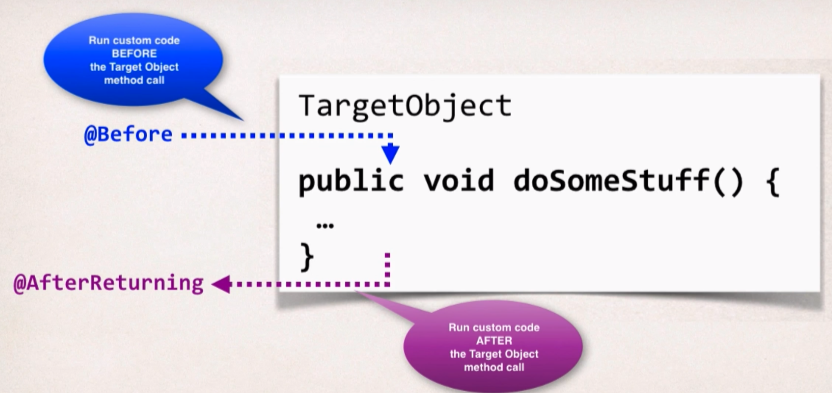 Run custom code
BEFORE
the Target Object
method call
TargetObject
@Before
public void doSomeStuff() {
…
}
@AfterReturning
Run custom code
AFTER
the Target Object
method call